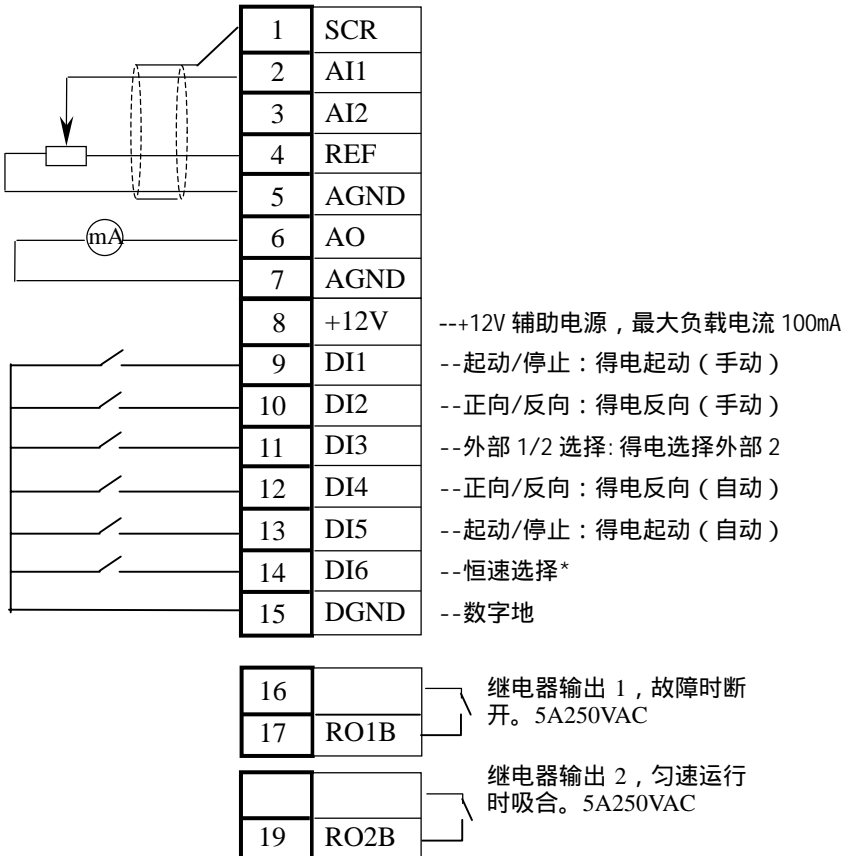 1 SCR
2 AI1
3 AI2
4 REF
5 AGND
mA
6 AO
7 AGND
8 +12V --+12V 辅助电源，最大负载电流 100mA
9 DI1 --起动/停止：得电起动（手动）
10 DI2 --正向/反向：得电反向（手动）
11 DI3 --外部 1/2 选择:得电选择外部 2
12 DI4 --正向/反向：得电反向（自动）
13 DI5 --起动/停止：得电起动（自动）
14 DI6 --恒速选择*
15 DGND --数字地
16
继电器输出 1，故障时断
开。5A250VAC
17 RO1B
继电器输出 2，匀速运行
时吸合。5A250VAC
19 RO2B